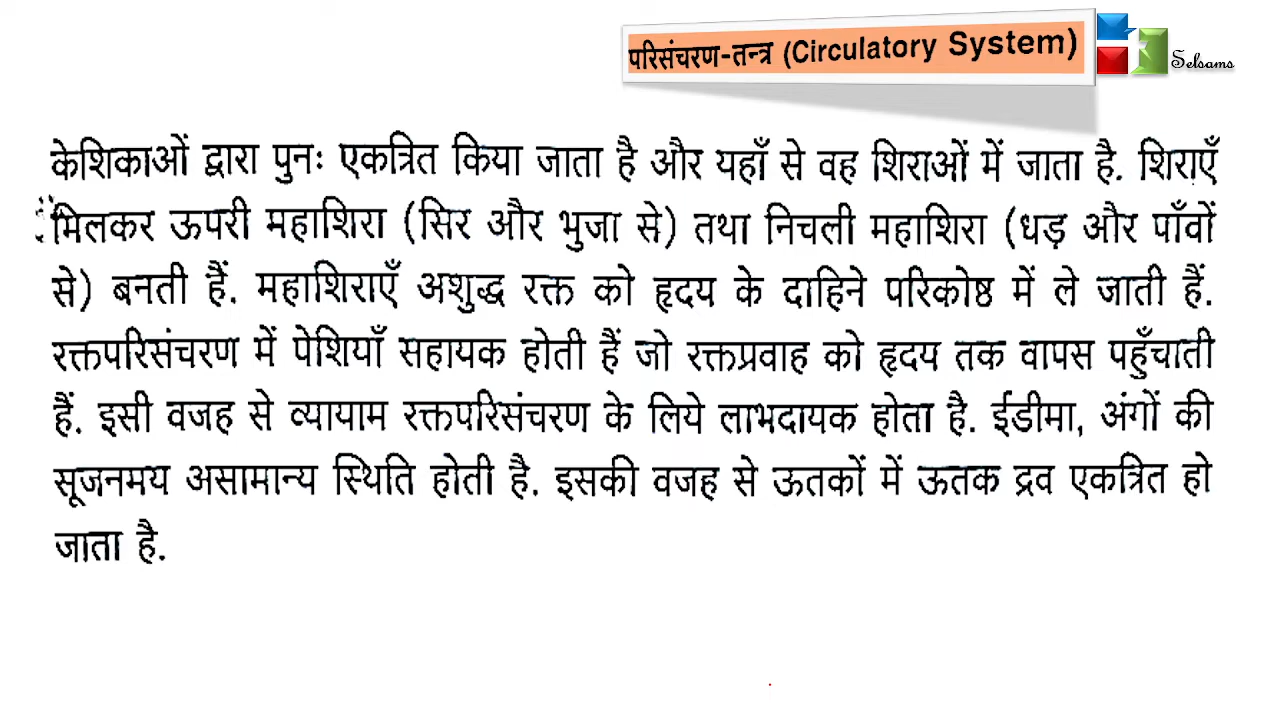 परिसंचरण-तन्त्र (Circulatory System)
Selsams
केशिकाओं द्वारा पुनः एकत्रित किया जाता है और यहाँ से वह शिराओं में जाता है. शिराएँ
मिलकर ऊपरी महाशिरा (सिर और भुजा से) तथा निचली महाशिरा (धड़ और पाँवों
से) बनती हैं. महाशिराएँ अशुद्ध रक्त को हृदय के दाहिने परिकोष्ठ में ले जाती हैं.
रक्तपरिसंचरण में पेशियाँ सहायक होती हैं जो रक्तप्रवाह को हृदय तक वापस पहुँचाती
हैं. इसी वजह से व्यायाम रक्तपरिसंचरण के लिये लाभदायक होता है. ईडीमा, अंगों की
सूजनमय असामान्य स्थिति होती है. इसकी वजह से ऊतकों में ऊतक द्रव एकत्रित हो
जाता है.